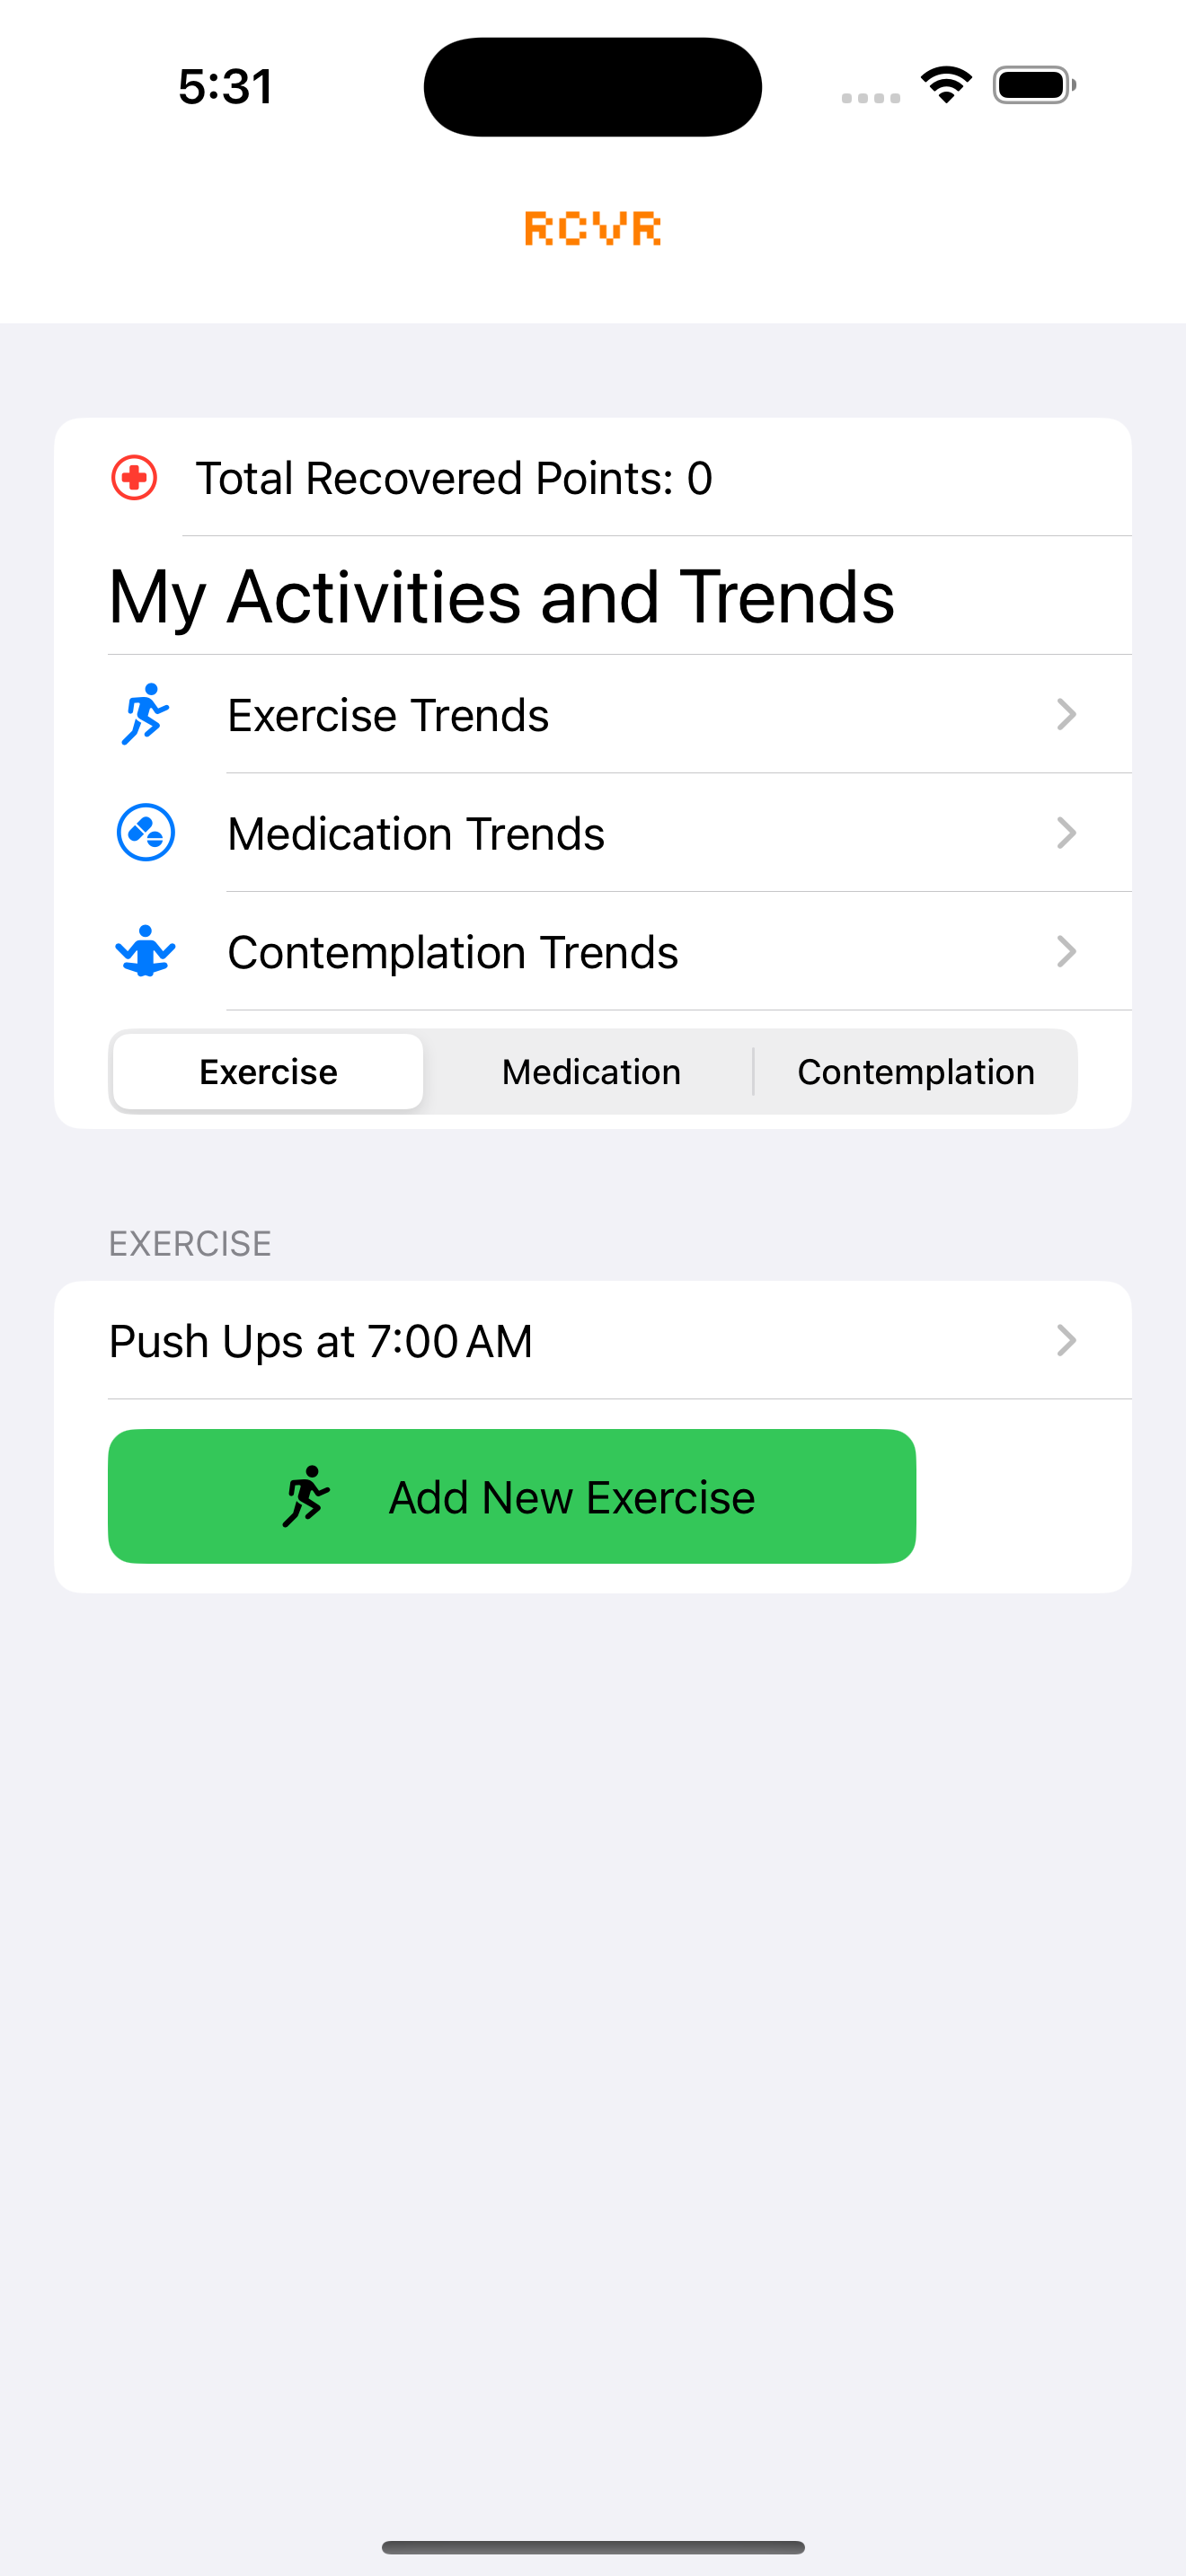 5:31
RCVR
Total Recovered Points: 0
My Activities and Trends
Exercise Trends
Medication Trends
Contemplation Trends
Exercise Medication Contemplation
EXERCISE
Push Ups at 7:00 AM
Add New Exercise